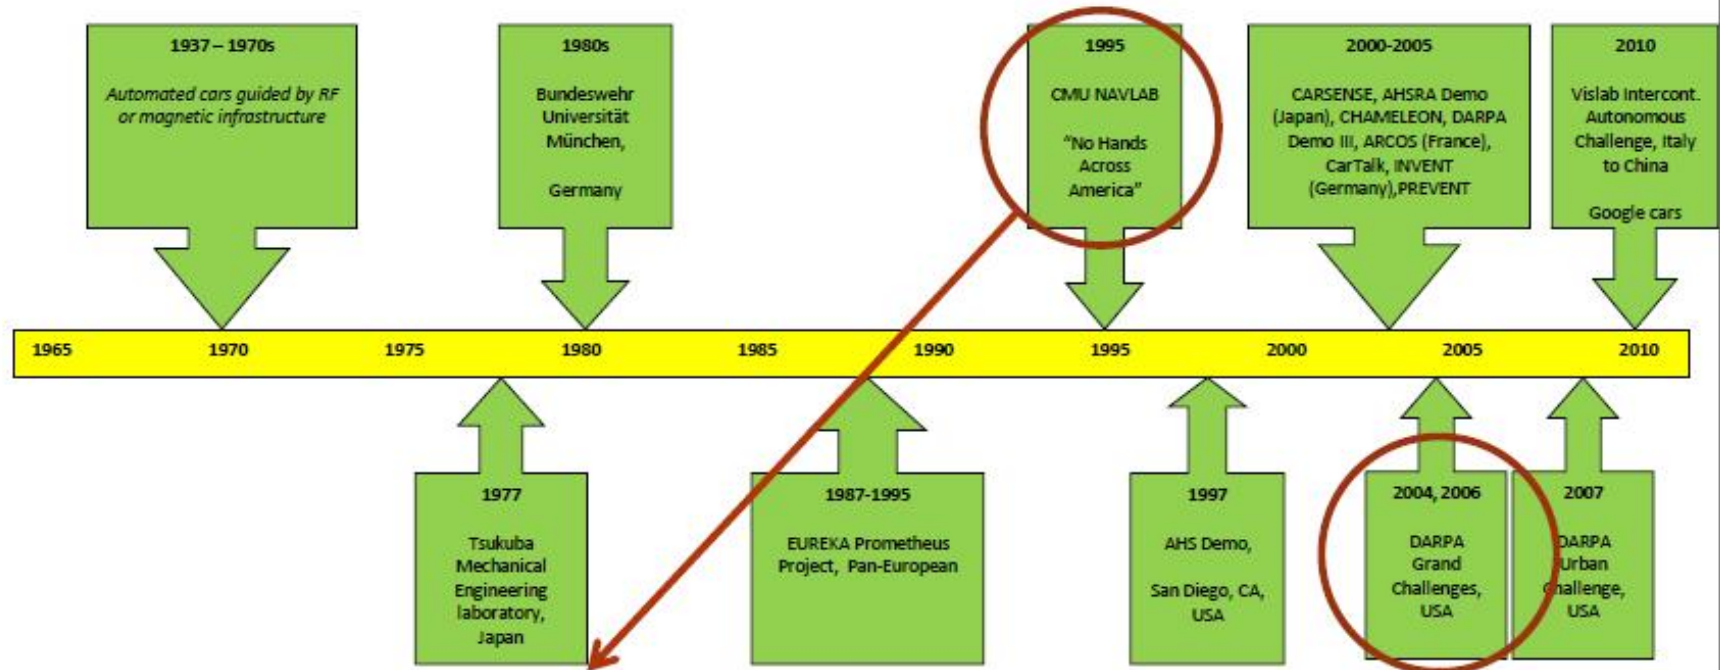 1937 – 1970s
Automated cars guided by RF
or magnetic infrastructure
1980s
Bundeswehr
Universität
München,
Germany
1995
CMU NAVLAB
“No Hands
Across
America”
2000-2005
CARSENSE, AHSRA Demo
(Japan), CHAMELEON, DARPA
Demo III, ARCOS (France),
CarTalk, INVENT
(Germany),PREVENT
2010
Vislab Intercont.
Autonomous
Challenge, Italy
to China
Google cars
1965 1970 1975 1980 1985 1990 1995 2000 2005 2010
1977
Tsukuba
Mechanical
Engineering
laboratory,
Japan
1987-1995
EUREKA Prometheus
Project, Pan-European
1997
AHS Demo,
San Diego, CA,
USA
2004, 2006
DARPA
Grand
Challenges,
USA
2007
DARPA
Urban
Challenge,
USA